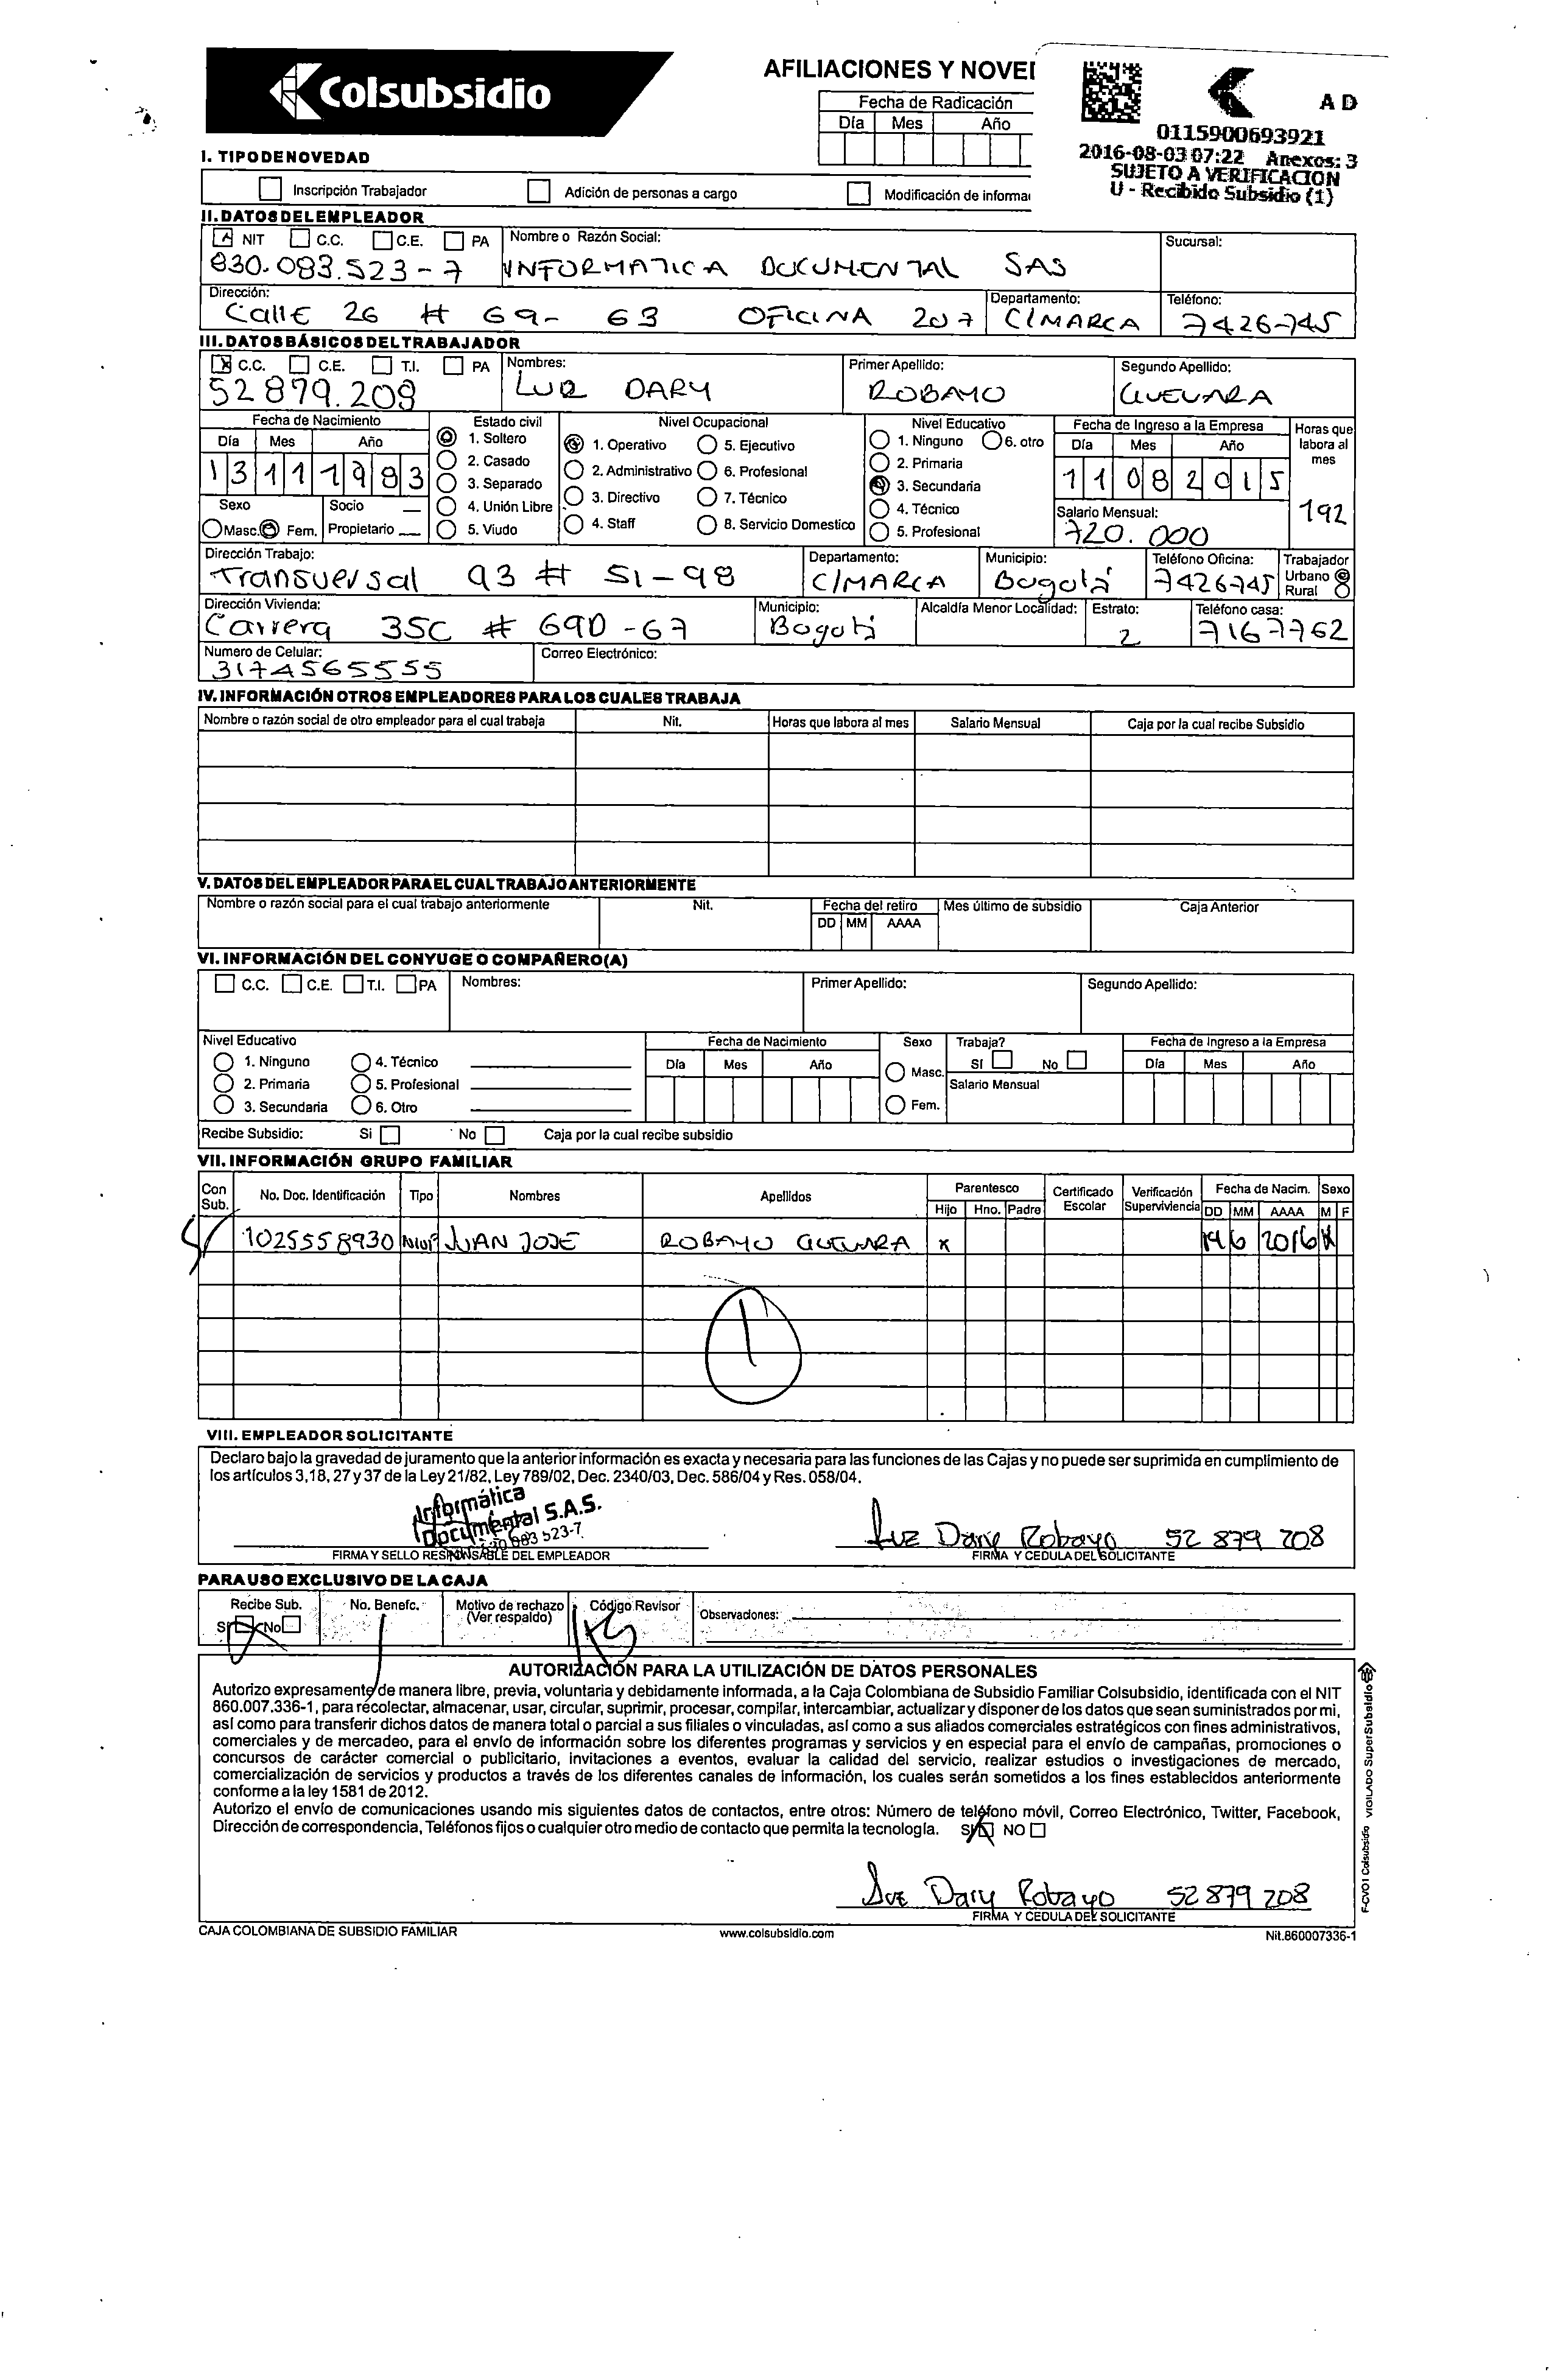 Colsubsidio
AFILIACIONES Y NOVE
Fecha de Radicación
Día Mes Año
A D
0115900693921
2016-08-03 07:22 Anexos: 3
SUJETO A VERIFICACION
U - Recibido Subsidio (1)
I. TIPO DE NOVEDAD
Inscripción Trabajador Adición de personas a cargo Modificación de informa
II. DATOS DEL EMPLEADOR
NIT C.C. C.E. PA Nombre o Razón Social: Sucursal:
830.083.523-7 INFORMATICA DOCUMENTAL SAS
Dirección: Departamento: Teléfono:
Calle 26 # 69- 63 OFICINA 207 C/MARCA 7426745
III. DATOS BÁSICOS DEL TRABAJADOR
X C.C. C.E. T.I. PA Nombres: Primer Apellido: Segundo Apellido:
52879.208 LUZ DARY ROBAYO GUEVARA
Fecha de Nacimiento Estado civil Nivel Ocupacional Nivel Educativo Fecha de Ingreso a la Empresa Horas que labora al mes
Día Mes Año 1. Soltero 1. Operativo 5. Ejecutivo 1. Ninguno 6. otro Día Mes Año
13 11 1983 2. Casado 2. Administrativo 6. Profesional 2. Primaria 11 08 2015
3. Separado 3. Directivo 7. Técnico 3. Secundaria
Sexo Socio 4. Unión Libre 4. Staff 8. Servicio Domestico 4. Técnico Salario Mensual: 192
Masc. Fem. Propietario 5. Viudo 5. Profesional 720.000
Dirección Trabajo: Departamento: Municipio: Teléfono Oficina: Trabajador
Transversal 93 # 51-98 C/MARCA Bogotá 7426745 Urbano
Rural
Dirección Vivienda: Municipio: Alcaldía Menor Localidad: Estrato: Teléfono casa:
Carrera 35C # 69D-67 Bogotá 2 7167762
Numero de Celular: Correo Electrónico:
3174565555
IV. INFORMACIÓN OTROS EMPLEADORES PARA LOS CUALES TRABAJA
Nombre o razón social de otro empleador para el cual trabaja Nit. Horas que labora al mes Salario Mensual Caja por la cual recibe Subsidio
V. DATOS DEL EMPLEADOR PARA EL CUAL TRABAJO ANTERIORMENTE
Nombre o razón social para el cual trabajo anteriormente Nit. Fecha del retiro Mes último de subsidio Caja Anterior
DD MM AAAA
VI. INFORMACIÓN DEL CONYUGE O COMPAÑERO(A)
C.C. C.E. T.I. PA Nombres: Primer Apellido: Segundo Apellido:
Nivel Educativo Fecha de Nacimiento Sexo Trabaja? Fecha de Ingreso a la Empresa
1. Ninguno 4. Técnico Día Mes Año Masc. SI No Día Mes Año
2. Primaria 5. Profesional Salario Mensual
3. Secundaria 6. Otro Fem.
Recibe Subsidio: Si No Caja por la cual recibe subsidio
VII. INFORMACIÓN GRUPO FAMILIAR
Con Sub. No. Doc. Identificación Tipo Nombres Apellidos Parentesco Certificado Escolar Verificación Supervivencia Fecha de Nacim. Sexo
Hijo Hno. Padre DD MM AAAA M F
SI 1025558930 NUIP JUAN JOSE ROBAYO GUEVARA X 19 6 2016 X
1
VIII. EMPLEADOR SOLICITANTE
Declaro bajo la gravedad de juramento que la anterior información es exacta y necesaria para las funciones de las Cajas y no puede ser suprimida en cumplimiento de
los artículos 3,18, 27 y 37 de la Ley 21/82, Ley 789/02, Dec. 2340/03, Dec. 586/04 y Res. 058/04.
Informática
Documental S.A.S.
830 083 523-7
Luz Dary Robayo 52 879 208
FIRMA Y SELLO RESPONSABLE DEL EMPLEADOR FIRMA Y CEDULA DEL SOLICITANTE
PARA USO EXCLUSIVO DE LA CAJA
Recibe Sub. No. Benefc. Motivo de rechazo (Ver respaldo) Código Revisor Observaciones:
SI No 1
AUTORIZACIÓN PARA LA UTILIZACIÓN DE DATOS PERSONALES
Autorizo expresamente de manera libre, previa, voluntaria y debidamente informada, a la Caja Colombiana de Subsidio Familiar Colsubsidio, identificada con el NIT
860.007.336-1, para recolectar, almacenar, usar, circular, suprimir, procesar, compilar, intercambiar, actualizar y disponer de los datos que sean suministrados por mi,
así como para transferir dichos datos de manera total o parcial a sus filiales o vinculadas, así como a sus aliados comerciales estratégicos con fines administrativos,
comerciales y de mercadeo, para el envío de información sobre los diferentes programas y servicios y en especial para el envío de campañas, promociones o
concursos de carácter comercial o publicitario, invitaciones a eventos, evaluar la calidad del servicio, realizar estudios o investigaciones de mercado,
comercialización de servicios y productos a través de los diferentes canales de información, los cuales serán sometidos a los fines establecidos anteriormente
conforme a la ley 1581 de 2012.
Autorizo el envío de comunicaciones usando mis siguientes datos de contactos, entre otros: Número de teléfono móvil, Correo Electrónico, Twitter, Facebook,
Dirección de correspondencia, Teléfonos fijos o cualquier otro medio de contacto que permita la tecnología. SI NO
Luz Dary Robayo 52 879 208
FIRMA Y CEDULA DEL SOLICITANTE
CAJA COLOMBIANA DE SUBSIDIO FAMILIAR www.colsubsidio.com Nit.860007336-1
F-CV01 Colsubsidio VIGILADO SuperSubsidio